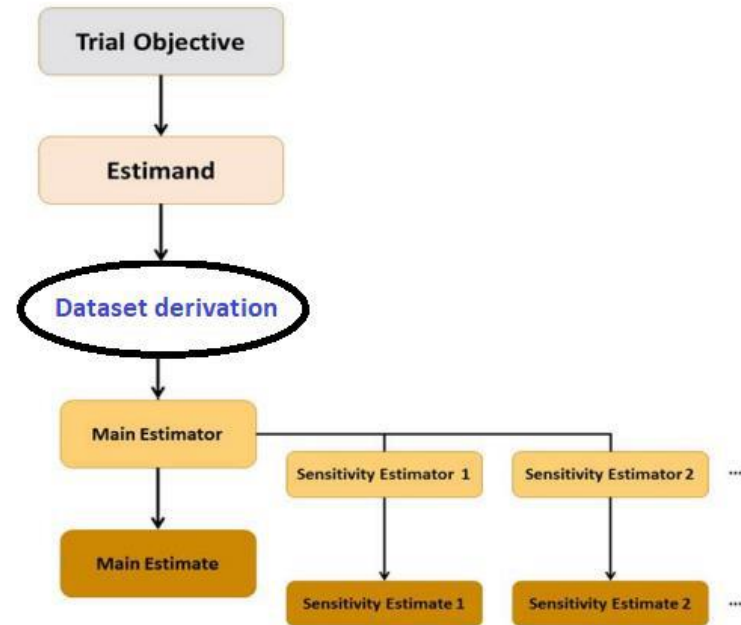 Trial Objective
Estimand
Dataset derivation
Main Estimator
Sensitivity Estimator 1
Sensitivity Estimator 2
...
Main Estimate
Sensitivity Estimate 1
Sensitivity Estimate 2
...